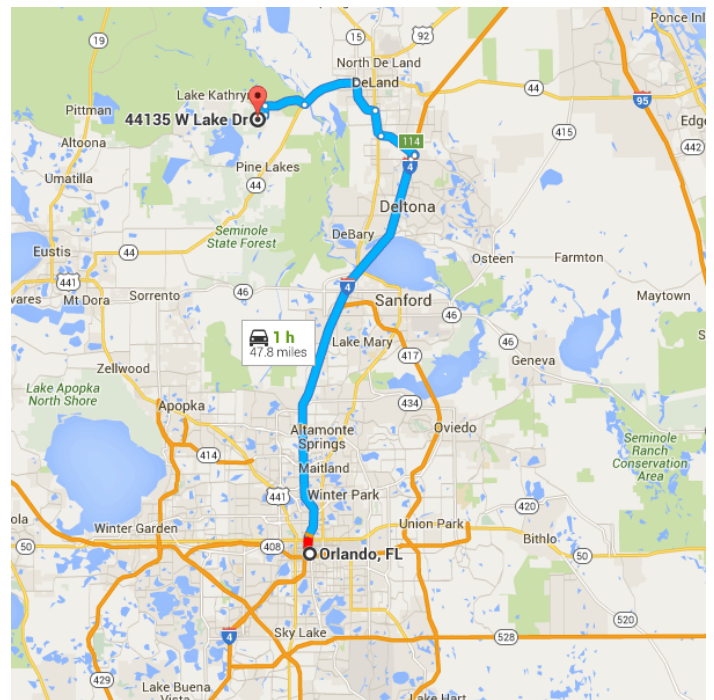 19
15
92
Ponce Inl
North De Land
Lake Kathryn
DeLand
44
Pittman
44135 W Lake Dr
95
Edge
Altoona
114
415
442
Pine Lakes
4
Umatilla
44
Deltona
Seminole
State Forest
DeBary
Eustis
44
Osteen
Farmton
441
46
4
Maytown
vares
Mt Dora
Sorrento
Sanford
46
1 h
47.8 miles
Lake Mary
417
46
Geneva
Zellwood
Lake Apopka
North Shore
Apopka
434
Oviedo
Altamonte
Springs
Seminole
Ranch
Conservation
Area
414
Maitland
441
Winter Park
420
ola
Winter Garden
Union Park
50
408
Bithlo
Orlando, FL
50
520
4
Sky Lake
528
429
Lake Buena
Vista
Lake Hart